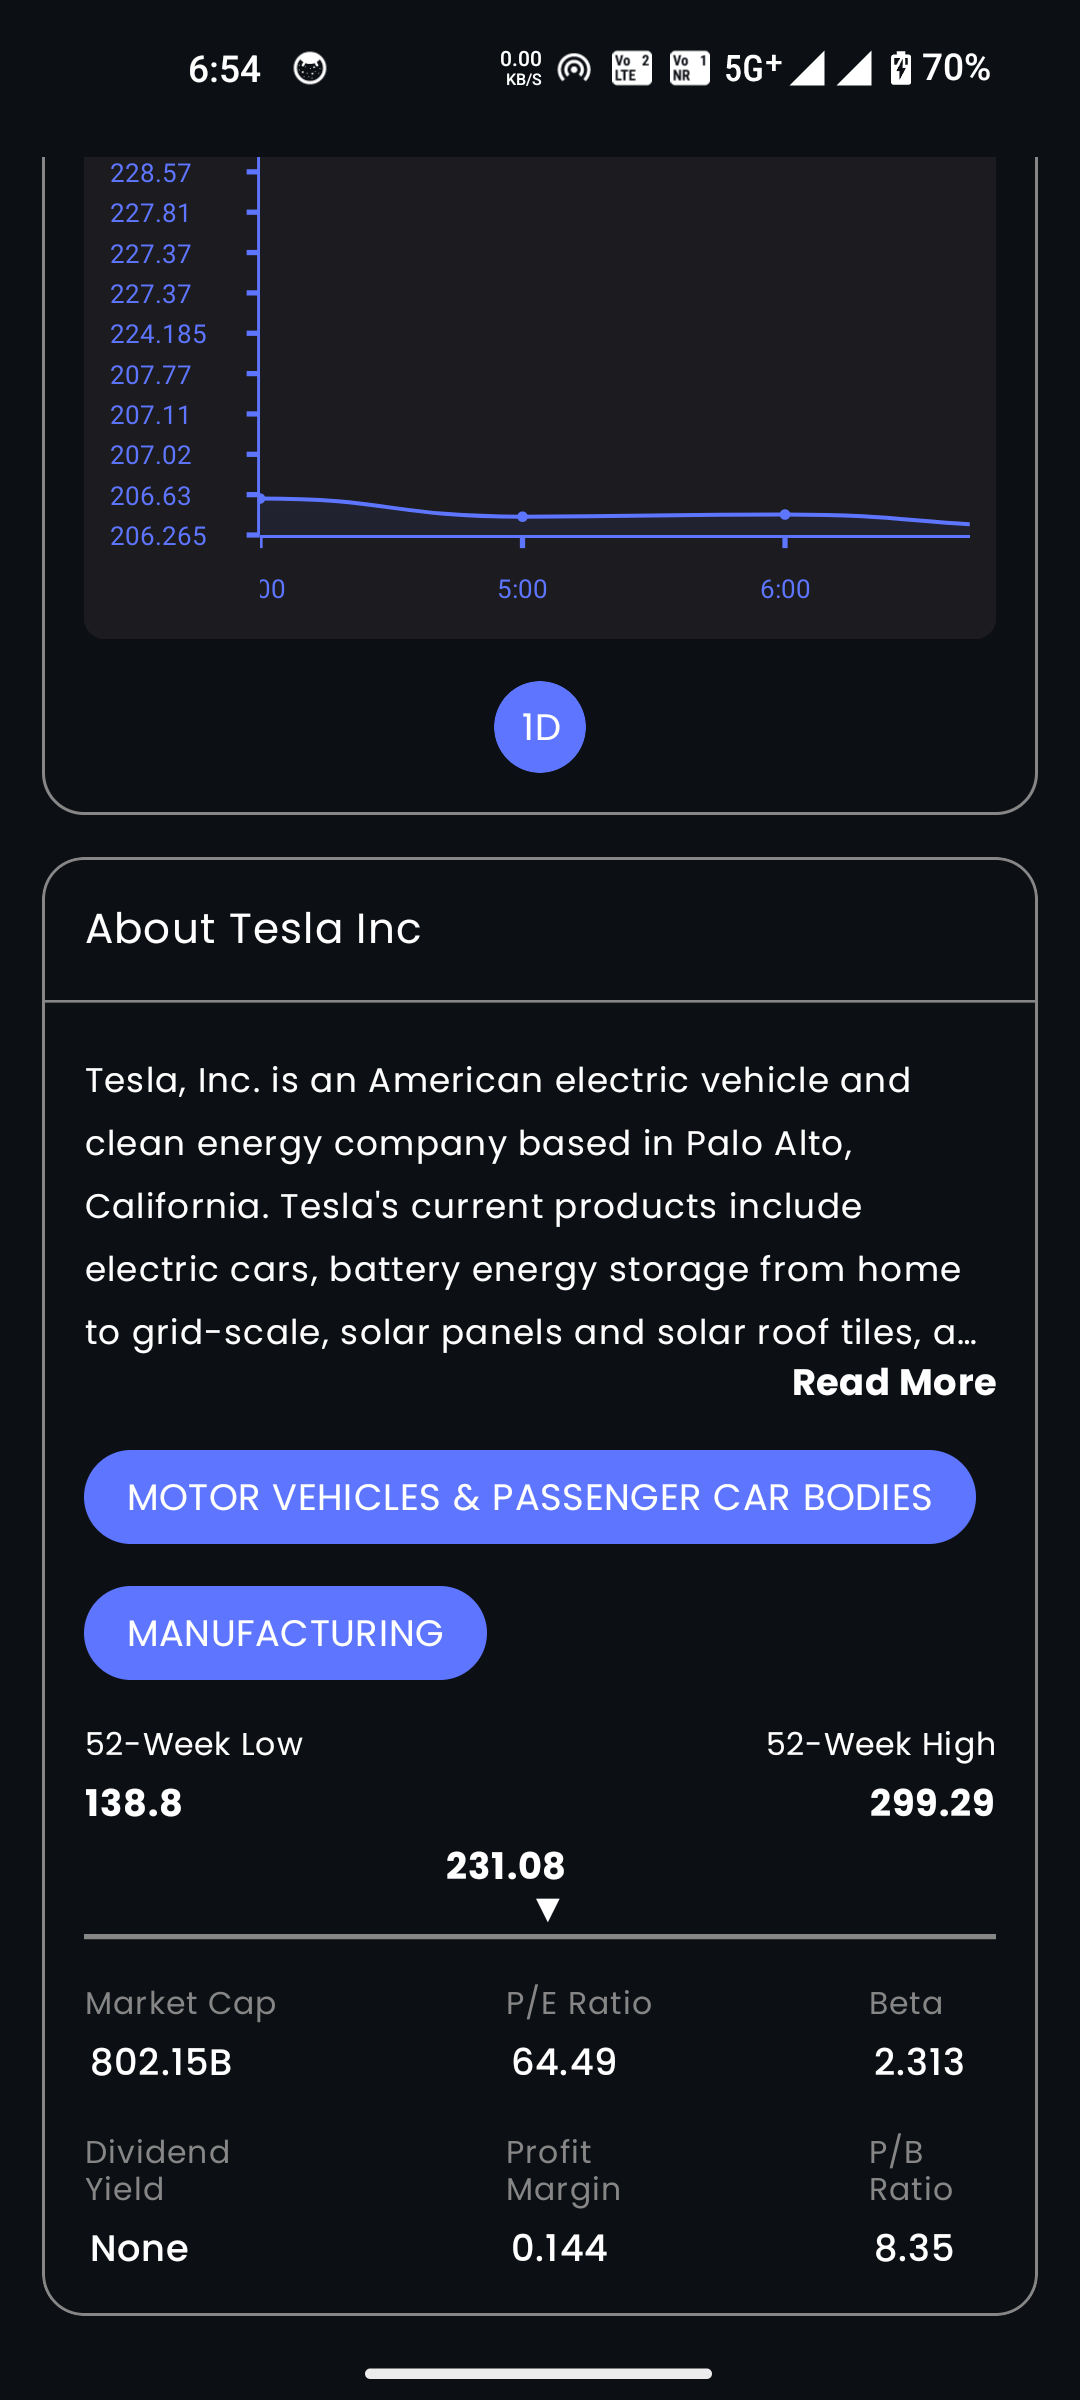 6:54 0.00 KB/S Vo LTE 2 Vo NR 1 5G+ 70%
228.57
227.81
227.37
227.37
224.185
207.77
207.11
207.02
206.63
206.265
00 5:00 6:00
1D
About Tesla Inc
Tesla, Inc. is an American electric vehicle and
clean energy company based in Palo Alto,
California. Tesla's current products include
electric cars, battery energy storage from home
to grid-scale, solar panels and solar roof tiles, a...
Read More
MOTOR VEHICLES & PASSENGER CAR BODIES
MANUFACTURING
52-Week Low 52-Week High
138.8 299.29
231.08
Market Cap P/E Ratio Beta
802.15B 64.49 2.313
Dividend Profit P/B
Yield Margin Ratio
None 0.144 8.35